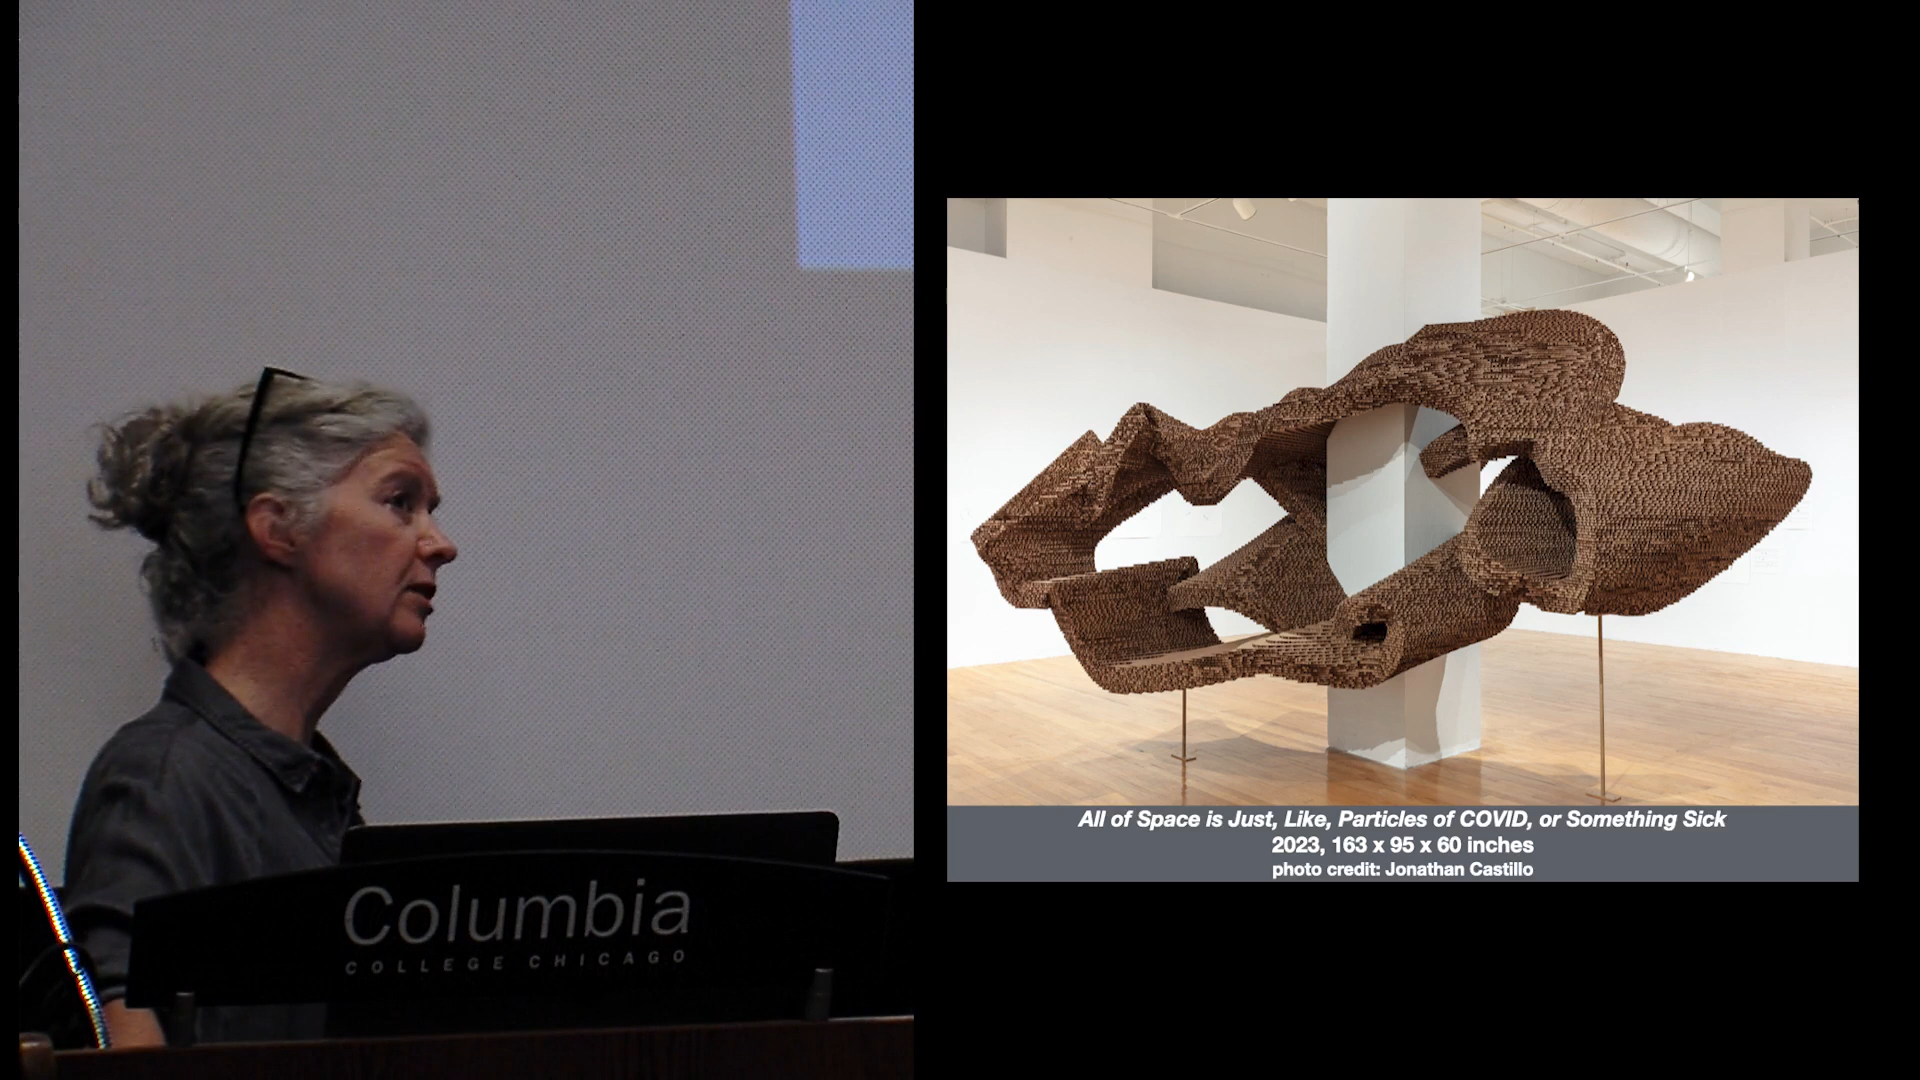 Columbia
COLLEGE CHICAGO
All of Space is Just, Like, Particles of COVID, or Something Sick
2023, 163 x 95 x 60 inches
photo credit: Jonathan Castillo